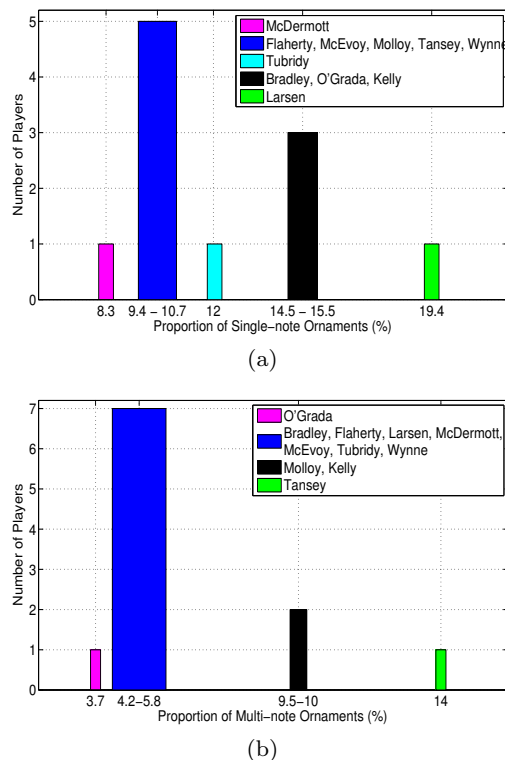 5
4
3
2
1
0
Number of Players
McDermott
Flaherty, McEvoy, Molloy, Tansey, Wynne
Tubridy
Bradley, O'Grada, Kelly
Larsen
8.3 9.4 − 10.7 12 14.5 − 15.5 19.4
Proportion of Single−note Ornaments (%)
(a)
7
6
5
4
3
2
1
0
Number of Players
O'Grada
Bradley, Flaherty, Larsen, McDermott,
McEvoy, Tubridy, Wynne
Molloy, Kelly
Tansey
3.7 4.2−5.8 9.5−10 14
Proportion of Multi−note Ornaments (%)
(b)